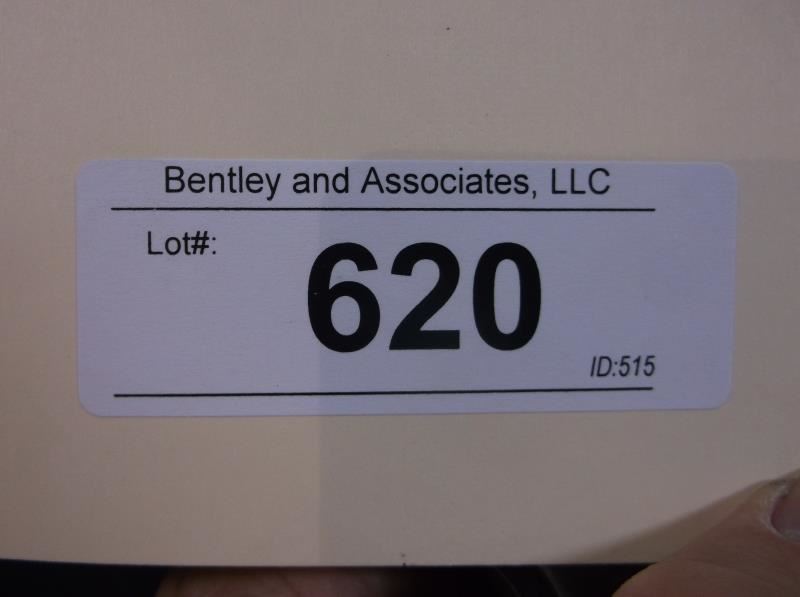 Bentley and Associates, LLC
Lot#:
620
ID:515